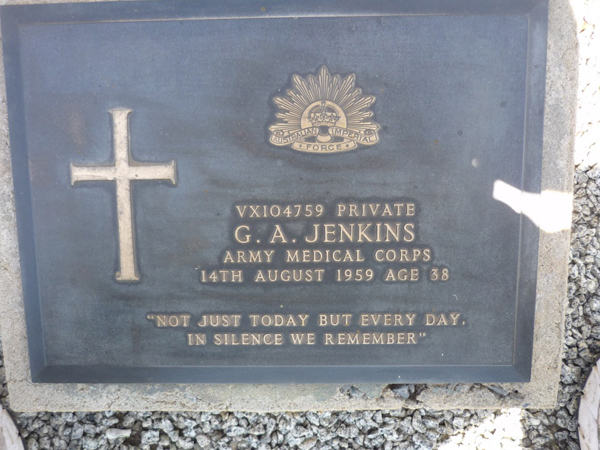 AUSTRALIAN IMPERIAL
FORCE
VX104759 PRIVATE
G. A. JENKINS
ARMY MEDICAL CORPS
14TH AUGUST 1959 AGE 38
"NOT JUST TODAY BUT EVERY DAY,
IN SILENCE WE REMEMBER"